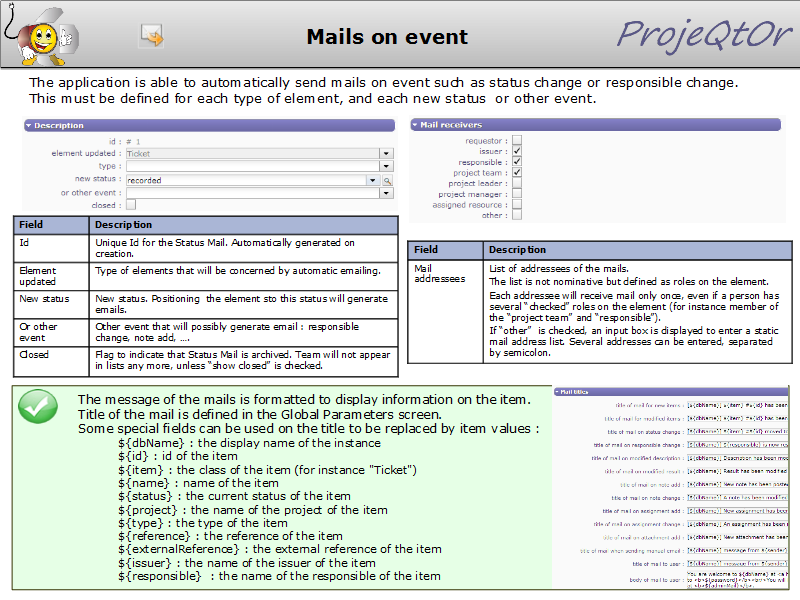 Mails on event
ProjeQtOr
The application is able to automatically send mails on event such as status change or responsible change.
This must be defined for each type of element, and each new status or other event.
Description
id : # 1
element updated : Ticket
type :
new status : recorded
or other event :
closed :
Mail receivers
requestor :
issuer :
responsible :
project team :
project leader :
project manager :
assigned resource :
other :
Field Description
Id Unique Id for the Status Mail. Automatically generated on
creation.
Element Type of elements that will be concerned by automatic emailing.
updated
New status New status. Positioning the element sto this status will generate
emails.
Or other Other event that will possibly generate email : responsible
event change, note add, ….
Closed Flag to indicate that Status Mail is archived. Team will not appear
in lists any more, unless “show closed” is checked.
Field Description
Mail List of addressees of the mails.
addressees The list is not nominative but defined as roles on the element.
Each addressee will receive mail only once, even if a person has
several “checked” roles on the element (for instance member of
the “project team” and “responsible”).
If “other” is checked, an input box is displayed to enter a static
mail address list. Several addresses can be entered, separated
by semicolon.
The message of the mails is formatted to display information on the item.
Title of the mail is defined in the Global Parameters screen.
Some special fields can be used on the title to be replaced by item values :
${dbName} : the display name of the instance
${id} : id of the item
${item} : the class of the item (for instance "Ticket")
${name} : name of the item
${status} : the current status of the item
${project} : the name of the project of the item
${type} : the type of the item
${reference} : the reference of the item
${externalReference} : the external reference of the item
${issuer} : the name of the issuer of the item
${responsible} : the name of the responsible of the item
Mail titles
title of mail for new items : [${dbName}] ${item} #${id} has been
title of mail for modified items : [${dbName}] ${item} #${id} has been
title of mail on status change : [${dbName}] ${item} #${id} moved t
title of mail on responsible change : [${dbName}] ${responsible} is now res
title of mail on modified description : [${dbName}] Description has been mod
title of mail on modified result : [${dbName}] Result has been modified
title of mail on note add : [${dbName}] New note has been poste
title of mail on note change : [${dbName}] A note has been modified
title of mail on assignment add : [${dbName}] New assignment has been
title of mail on assignment change : [${dbName}] An assignment has been
title of mail on attachment add : [${dbName}] New attachment has been
title of mail when sending manual email : [${dbName}] message from ${sender}
title of mail to user : [${dbName}] message from ${sender}
body of mail to user : You are welcome to ${dbName} at <a h